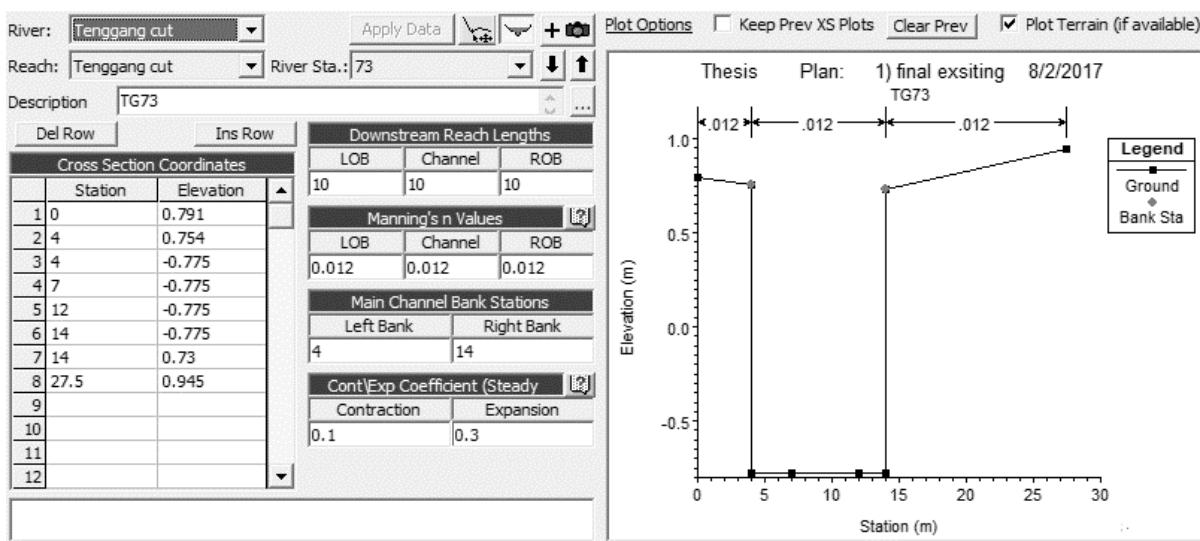 River: Tenggang cut Apply Data
Reach: Tenggang cut River Sta.: 73
Description TG73 ...
Del Row Ins Row
Cross Section Coordinates
Station Elevation
1 0 0.791
2 4 0.754
3 4 -0.775
4 7 -0.775
5 12 -0.775
6 14 -0.775
7 14 0.73
8 27.5 0.945
9
10
11
12
Downstream Reach Lengths
LOB Channel ROB
10 10 10
Manning's n Values ?
LOB Channel ROB
0.012 0.012 0.012
Main Channel Bank Stations
Left Bank Right Bank
4 14
Cont\Exp Coefficient (Steady ?
Contraction Expansion
0.1 0.3
Plot Options Keep Prev XS Plots Clear Prev Plot Terrain (if available)
Thesis Plan: 1) final exsiting 8/2/2017
TG73
.012 .012 .012
1.0
0.5
0.0
-0.5
Elevation (m)
0 5 10 15 20 25 30
Station (m)
Legend
Ground
Bank Sta